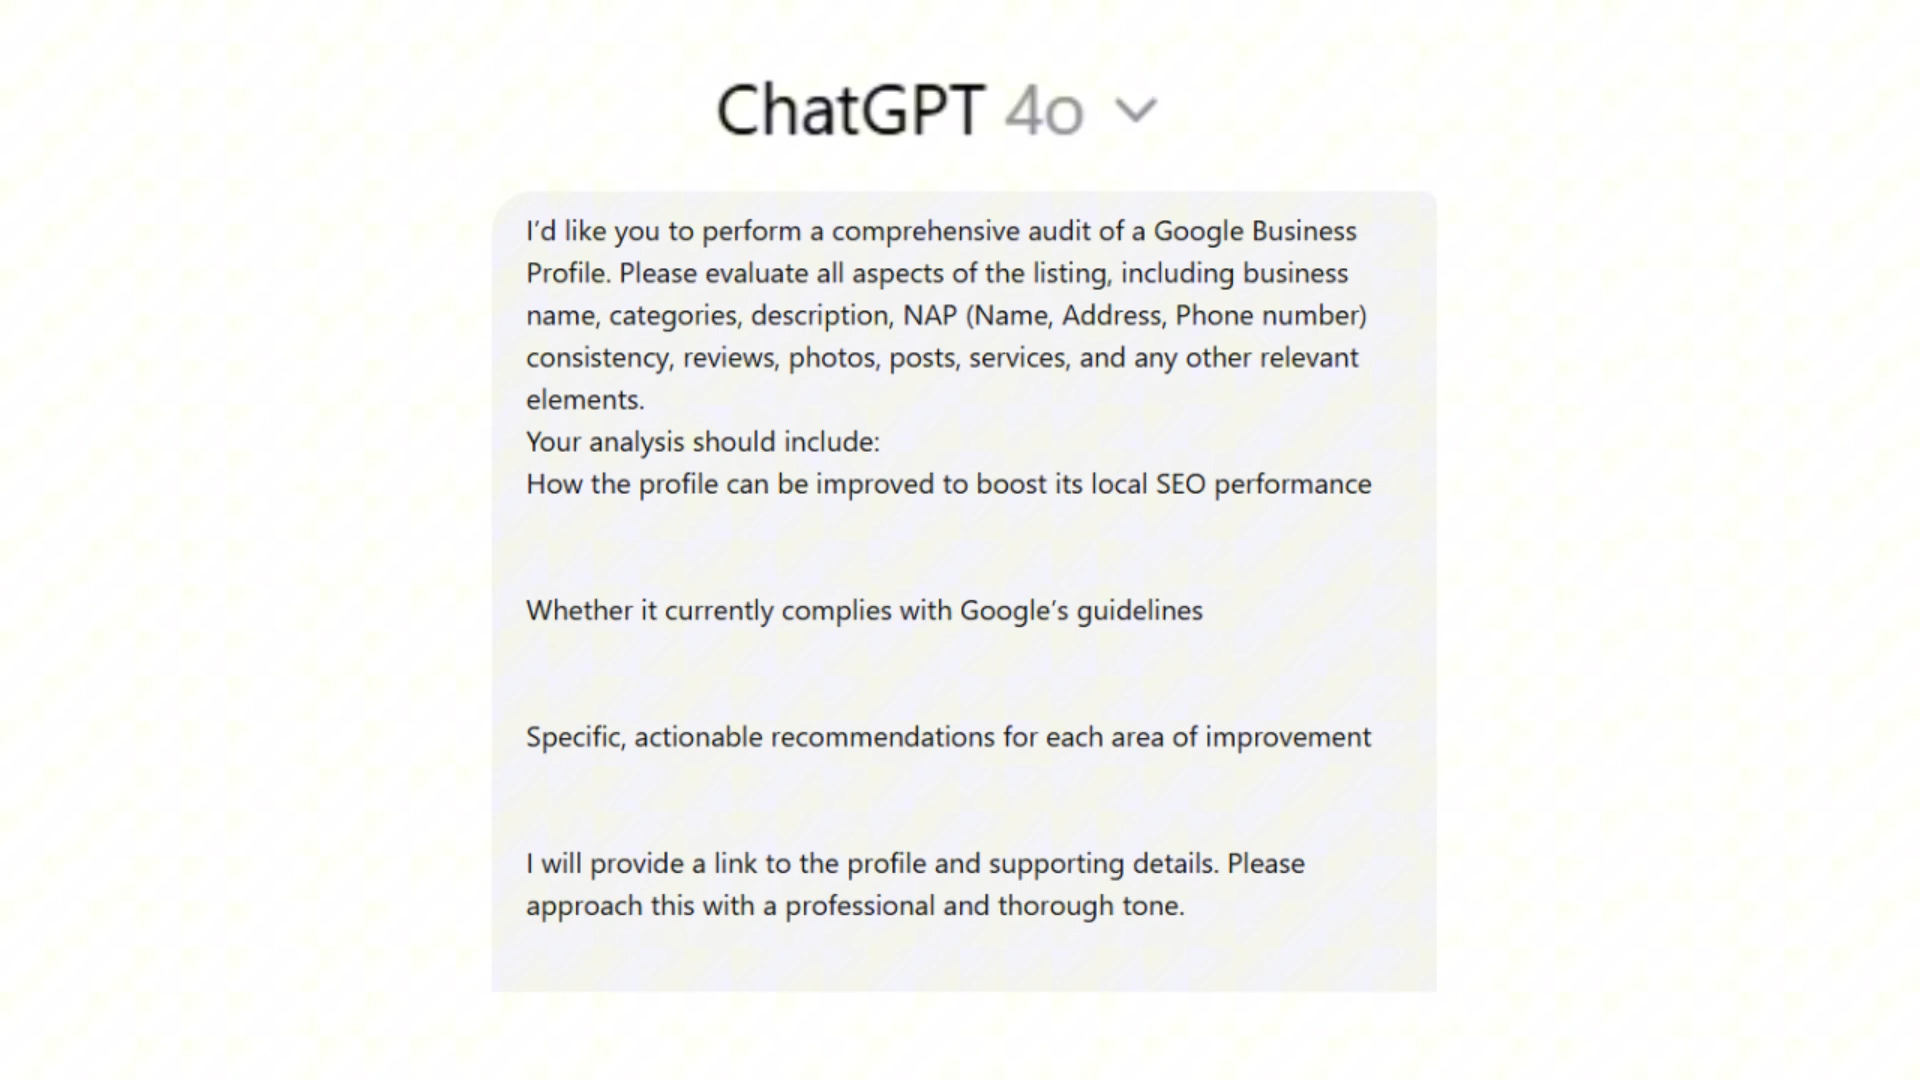 ChatGPT 4o
I’d like you to perform a comprehensive audit of a Google Business
Profile. Please evaluate all aspects of the listing, including business
name, categories, description, NAP (Name, Address, Phone number)
consistency, reviews, photos, posts, services, and any other relevant
elements.
Your analysis should include:
How the profile can be improved to boost its local SEO performance
Whether it currently complies with Google’s guidelines
Specific, actionable recommendations for each area of improvement
I will provide a link to the profile and supporting details. Please
approach this with a professional and thorough tone.